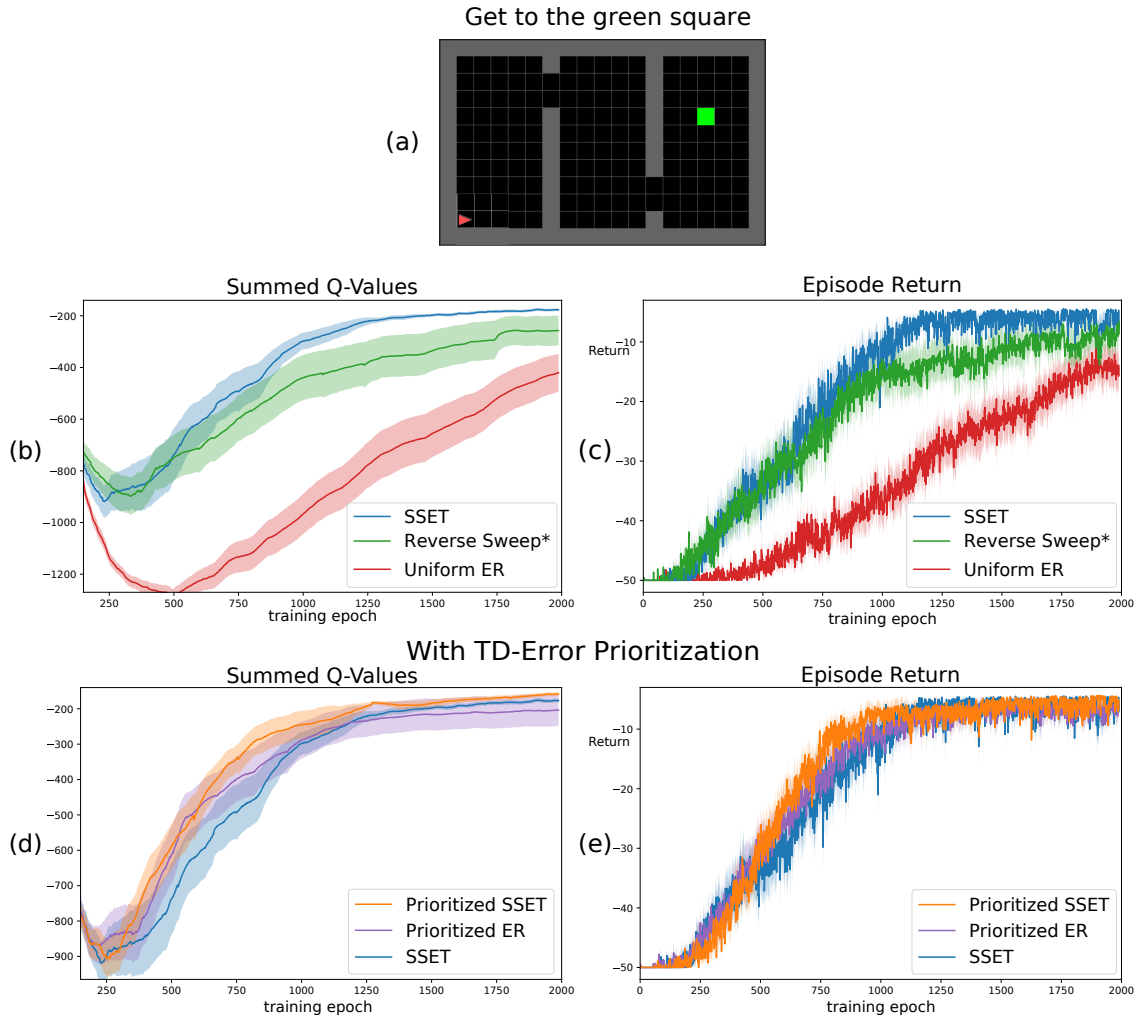 Get to the green square
(a)
Summed Q-Values
−200
−400
−600
−800
−1000
−1200
250
500
750
1000
1250
1500
1750
2000
training epoch
(b)
SSET
Reverse Sweep*
Uniform ER
Episode Return
Return
−10
−20
−30
−40
−50
0
250
500
750
1000
1250
1500
1750
2000
training epoch
(c)
SSET
Reverse Sweep*
Uniform ER
With TD-Error Prioritization
Summed Q-Values
−200
−300
−400
−500
−600
−700
−800
−900
250
500
750
1000
1250
1500
1750
2000
training epoch
(d)
Prioritized SSET
Prioritized ER
SSET
Episode Return
Return
−10
−20
−30
−40
−50
0
250
500
750
1000
1250
1500
1750
2000
training epoch
(e)
Prioritized SSET
Prioritized ER
SSET